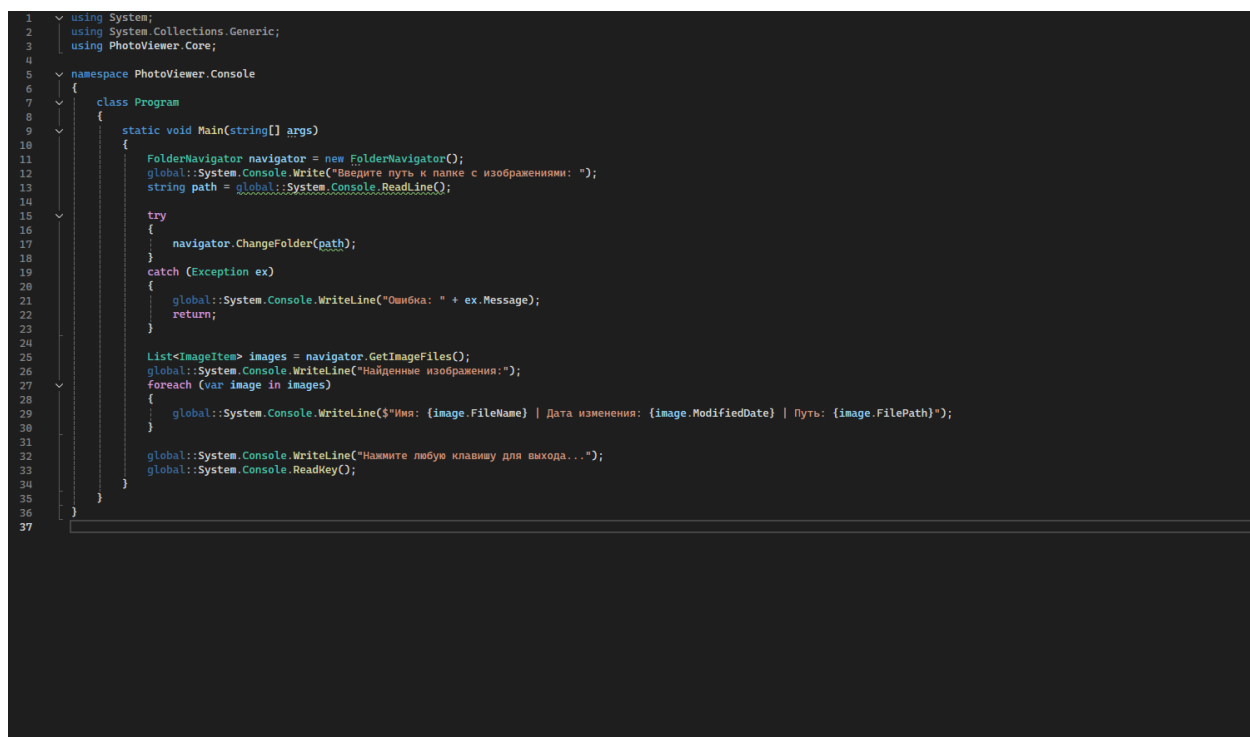 1 using System;
2 using System.Collections.Generic;
3 using PhotoViewer.Core;
4
5 namespace PhotoViewer.Console
6 {
7 class Program
8 {
9 static void Main(string[] args)
10 {
11 FolderNavigator navigator = new FolderNavigator();
12 global::System.Console.Write("Введите путь к папке с изображениями: ");
13 string path = global::System.Console.ReadLine();
14
15 try
16 {
17 navigator.ChangeFolder(path);
18 }
19 catch (Exception ex)
20 {
21 global::System.Console.WriteLine("Ошибка: " + ex.Message);
22 return;
23 }
24
25 List<ImageItem> images = navigator.GetImageFiles();
26 global::System.Console.WriteLine("Найденные изображения:");
27 foreach (var image in images)
28 {
29 global::System.Console.WriteLine($"Имя: {image.FileName} | Дата изменения: {image.ModifiedDate} | Путь: {image.FilePath}");
30 }
31
32 global::System.Console.WriteLine("Нажмите любую клавишу для выхода...");
33 global::System.Console.ReadKey();
34 }
35 }
36 }
37